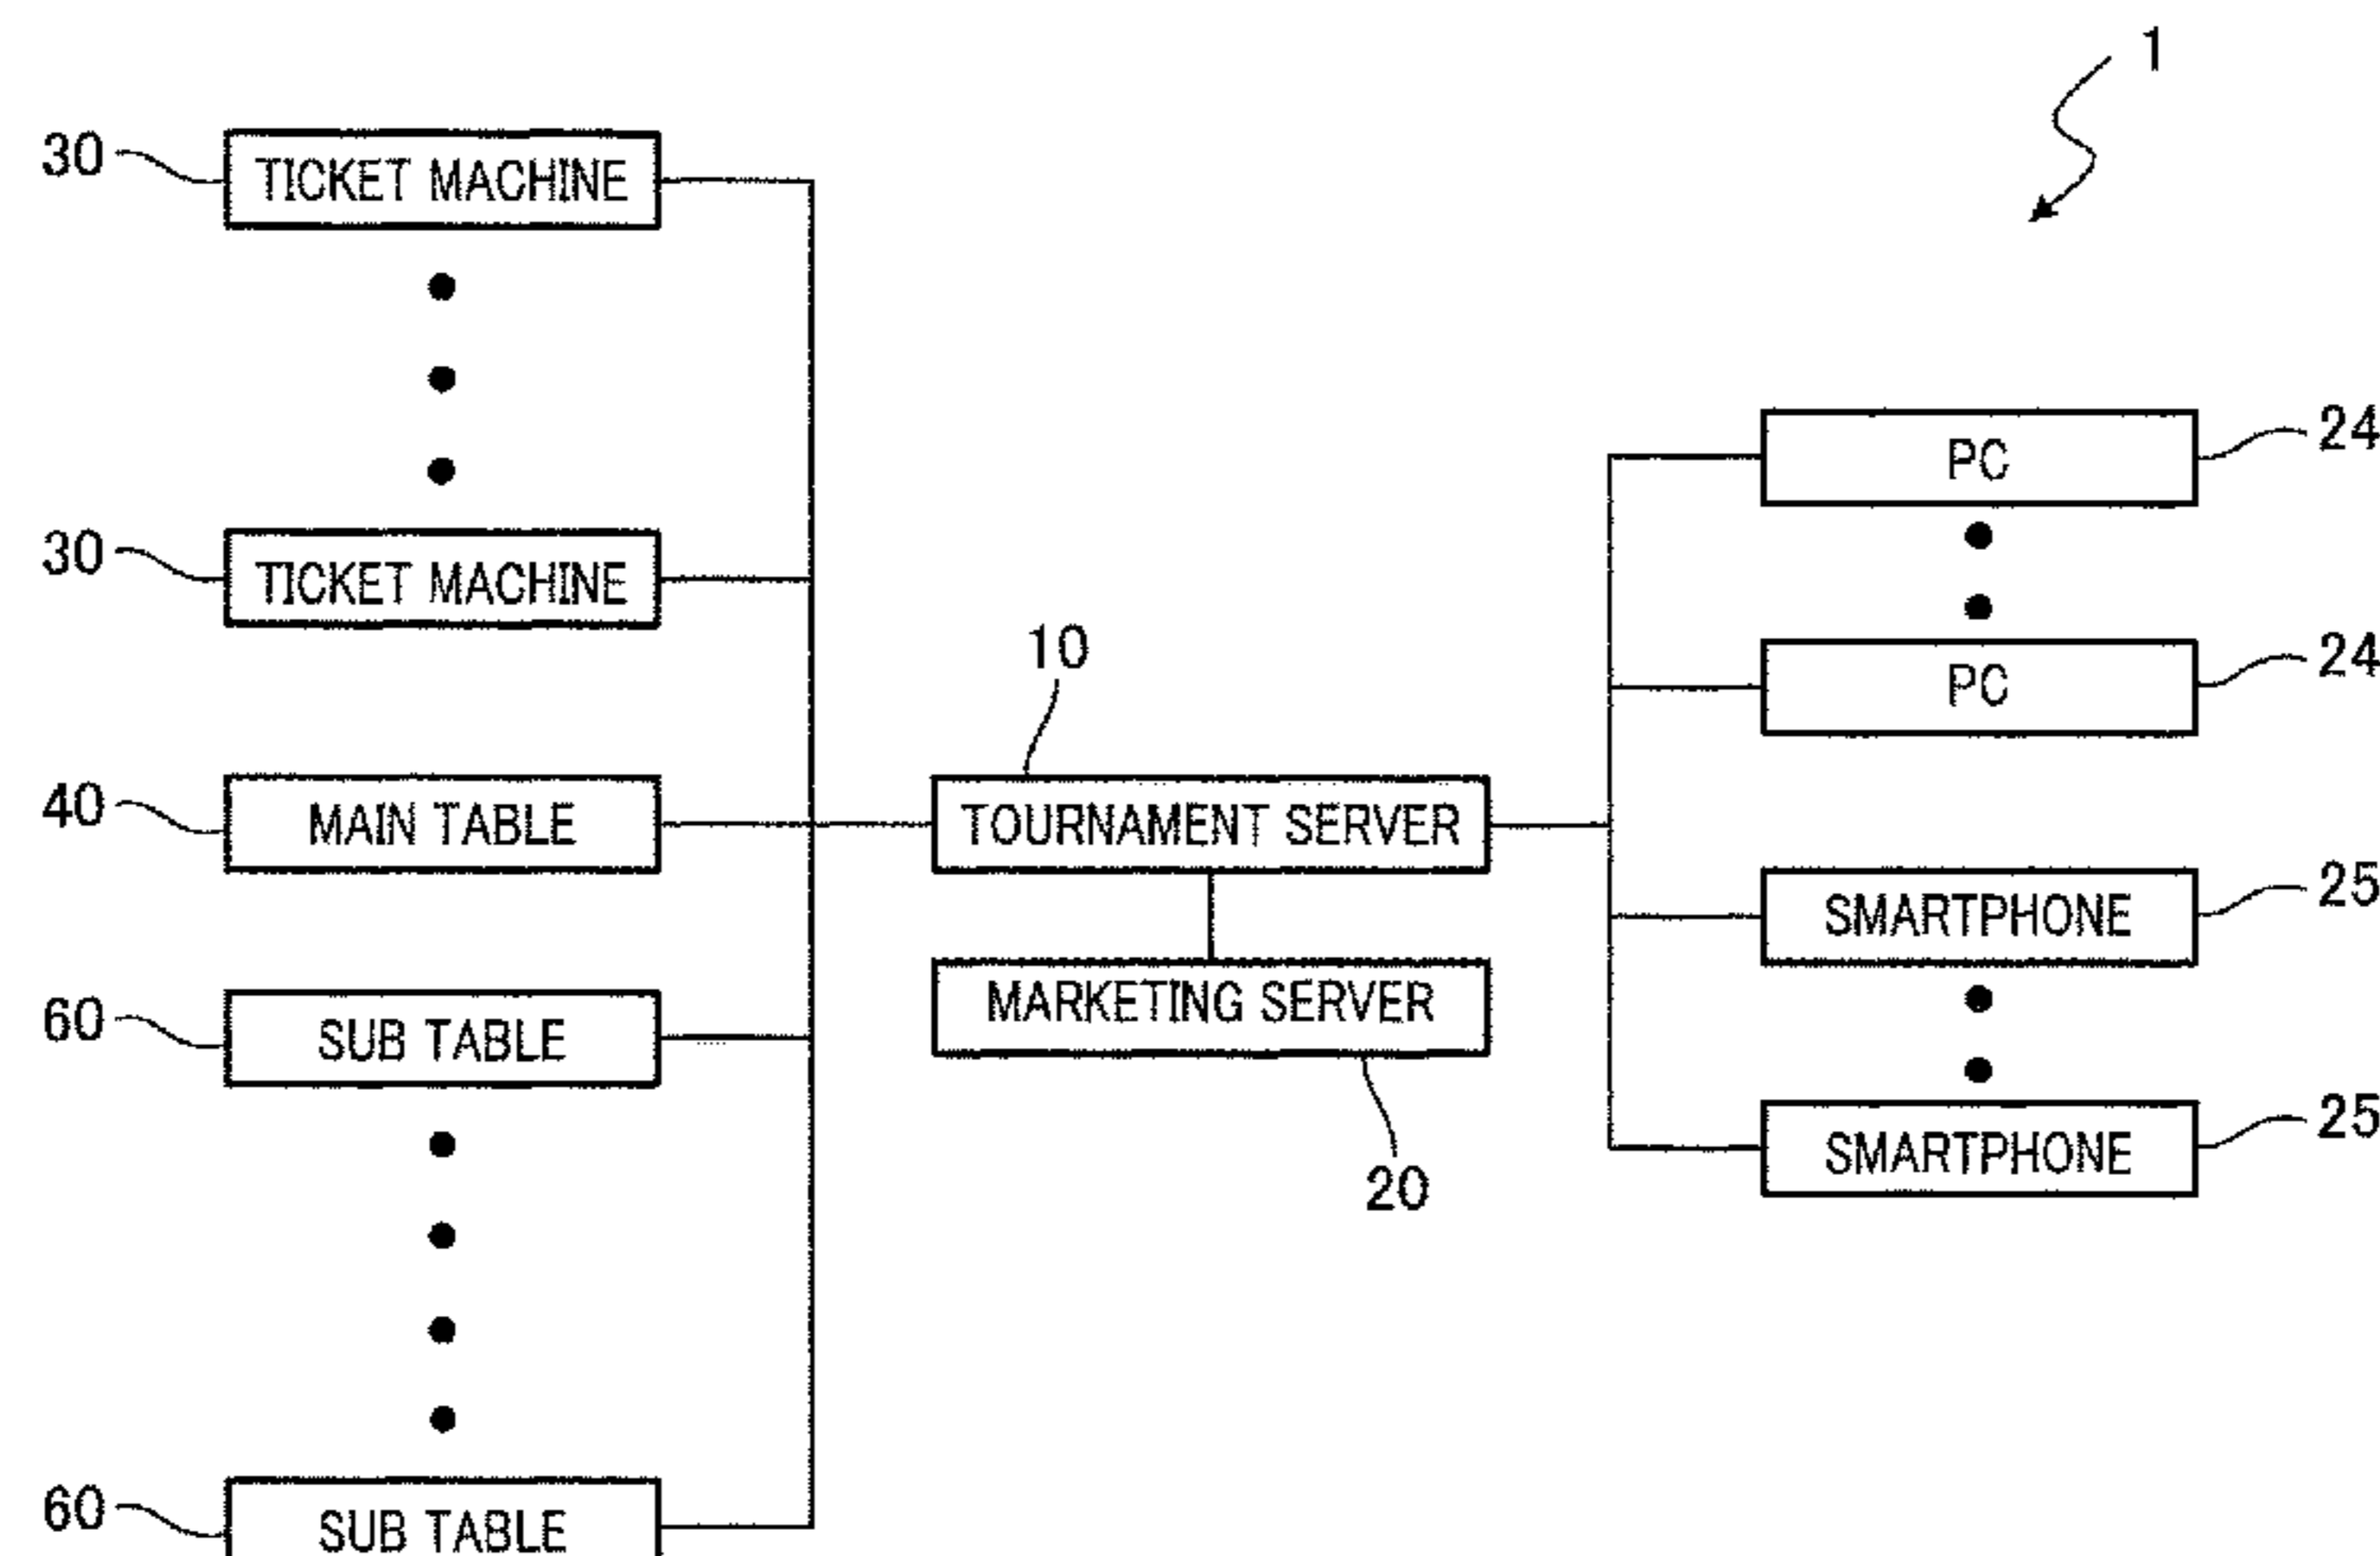 1
30 TICKET MACHINE
30 TICKET MACHINE
40 MAIN TABLE
60 SUB TABLE
60 SUB TABLE
10
TOURNAMENT SERVER
MARKETING SERVER
20
PC 24
PC 24
SMARTPHONE 25
SMARTPHONE 25